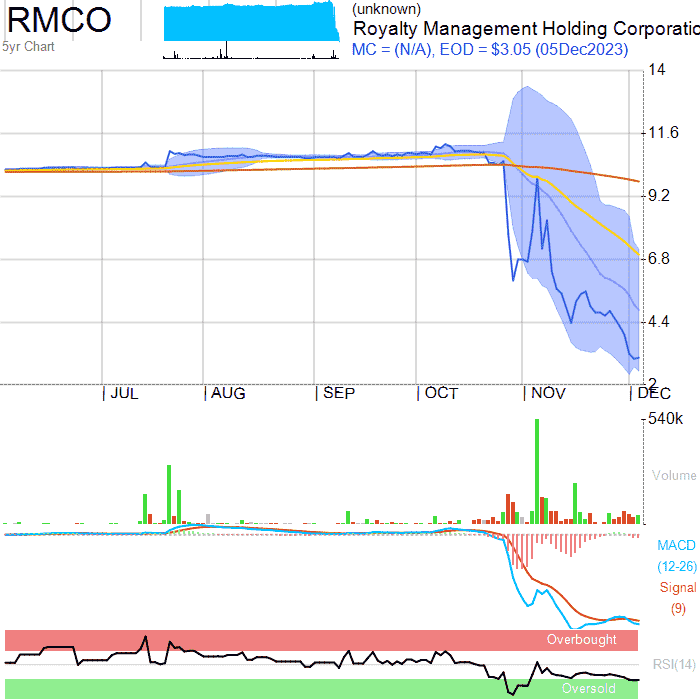 RMCO
5yr Chart
(unknown)
Royalty Management Holding Corporatio
MC = (N/A), EOD = $3.05 (05Dec2023)
14
11.6
9.2
6.8
4.4
2
JUL AUG SEP OCT NOV DEC
540k
Volume
MACD
(12-26)
Signal
(9)
Overbought
RSI(14)
Oversold